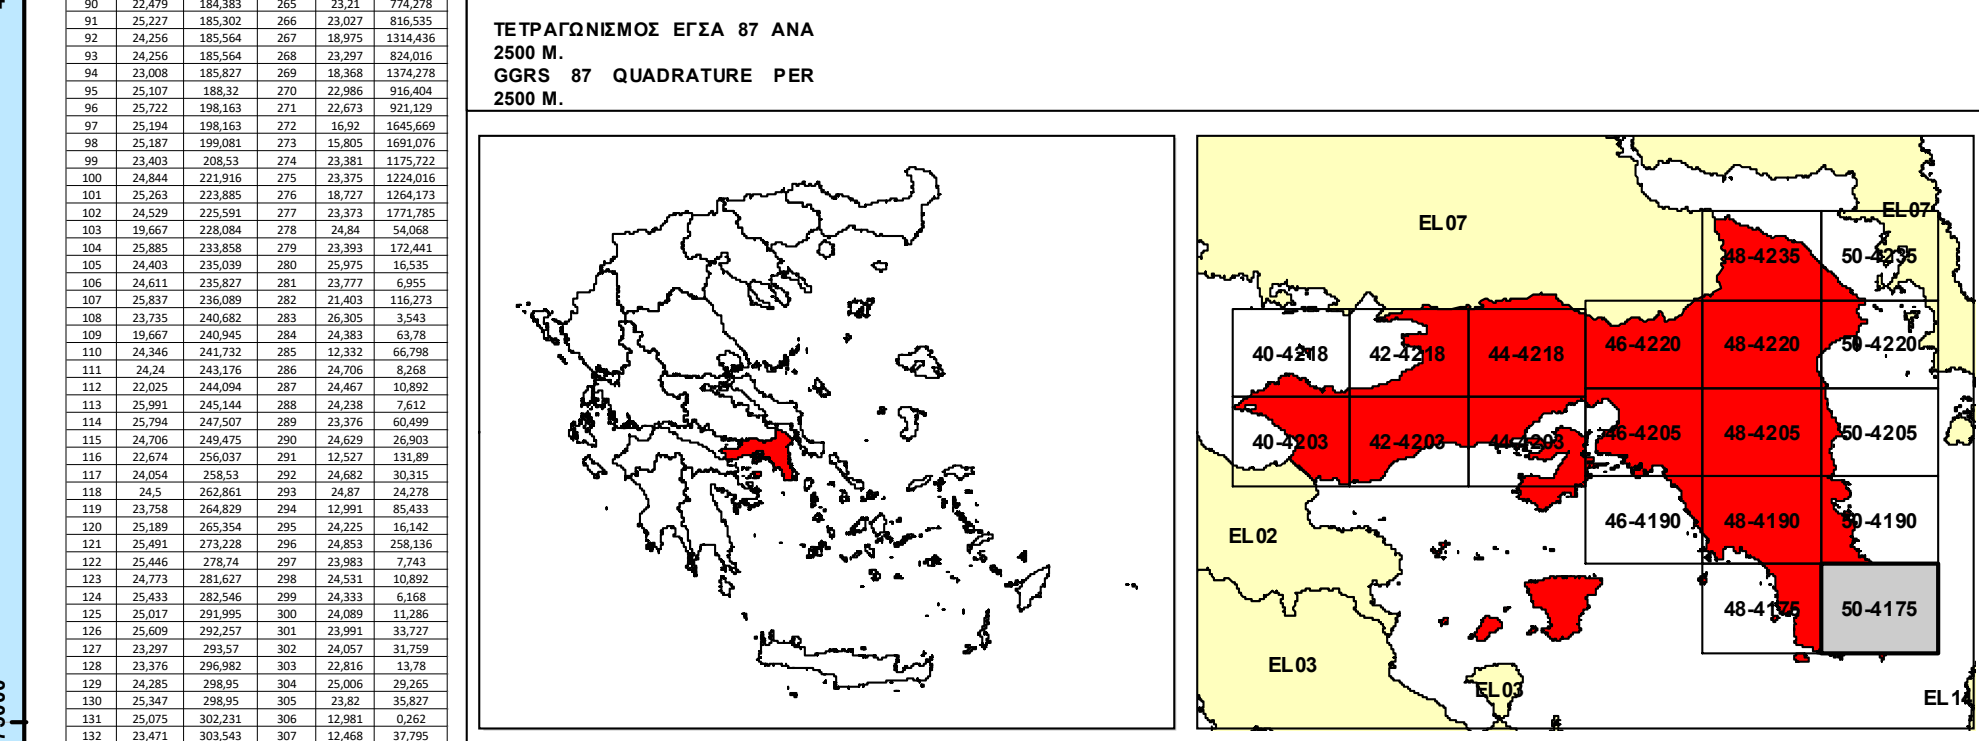 90 22,479 184,383 265 23,21 774,278
91 25,227 185,302 266 23,027 816,535
92 24,256 185,564 267 18,975 1314,436
93 24,256 185,564 268 23,297 824,016
94 23,008 185,827 269 18,368 1374,278
95 25,107 188,32 270 22,986 916,404
96 25,722 198,163 271 22,673 921,129
97 25,194 198,163 272 16,92 1645,669
98 25,187 199,081 273 15,805 1691,076
99 23,403 208,53 274 23,381 1175,722
100 24,844 221,916 275 23,375 1224,016
101 25,263 223,885 276 18,727 1264,173
102 24,529 225,591 277 23,373 1771,785
103 19,667 228,084 278 24,84 54,068
104 25,885 233,858 279 23,393 172,441
105 24,403 235,039 280 25,975 16,535
106 24,611 235,827 281 23,777 6,955
107 25,837 236,089 282 21,403 116,273
108 23,735 240,682 283 26,305 3,543
109 19,667 240,945 284 24,383 63,78
110 24,346 241,732 285 12,332 66,798
111 24,24 243,176 286 24,706 8,268
112 22,025 244,094 287 24,467 10,892
113 25,991 245,144 288 24,238 7,612
114 25,794 247,507 289 23,376 60,499
115 24,706 249,475 290 24,629 26,903
116 22,674 256,037 291 12,527 131,89
117 24,054 258,53 292 24,682 30,315
118 24,5 262,861 293 24,87 24,278
119 23,758 264,829 294 12,991 85,433
120 25,189 265,354 295 24,225 16,142
121 25,491 273,228 296 24,853 258,136
122 25,446 278,74 297 23,983 7,743
123 24,773 281,627 298 24,531 10,892
124 25,433 282,546 299 24,333 6,168
125 25,017 291,995 300 24,089 11,286
126 25,609 292,257 301 23,991 33,727
127 23,297 293,57 302 24,057 31,759
128 23,376 296,982 303 22,816 13,78
129 24,285 298,95 304 25,006 29,265
130 25,347 298,95 305 23,82 35,827
131 25,075 302,231 306 12,981 0,262
132 23,471 303,543 307 12,468 37,795
ΤΕΤΡΑΓΩΝΙΣΜΟΣ ΕΓΣΑ 87 ΑΝΑ
2500 Μ.
GGRS 87 QUADRATURE PER
2500 M.
EL07
EL07
48-4235 50-4235
40-4218 42-4218 44-4218 46-4220 48-4220 50-4220
40-4203 42-4203 44-4203 46-4205 48-4205 50-4205
46-4190 48-4190 50-4190
EL02
48-4175 50-4175
EL03
EL03